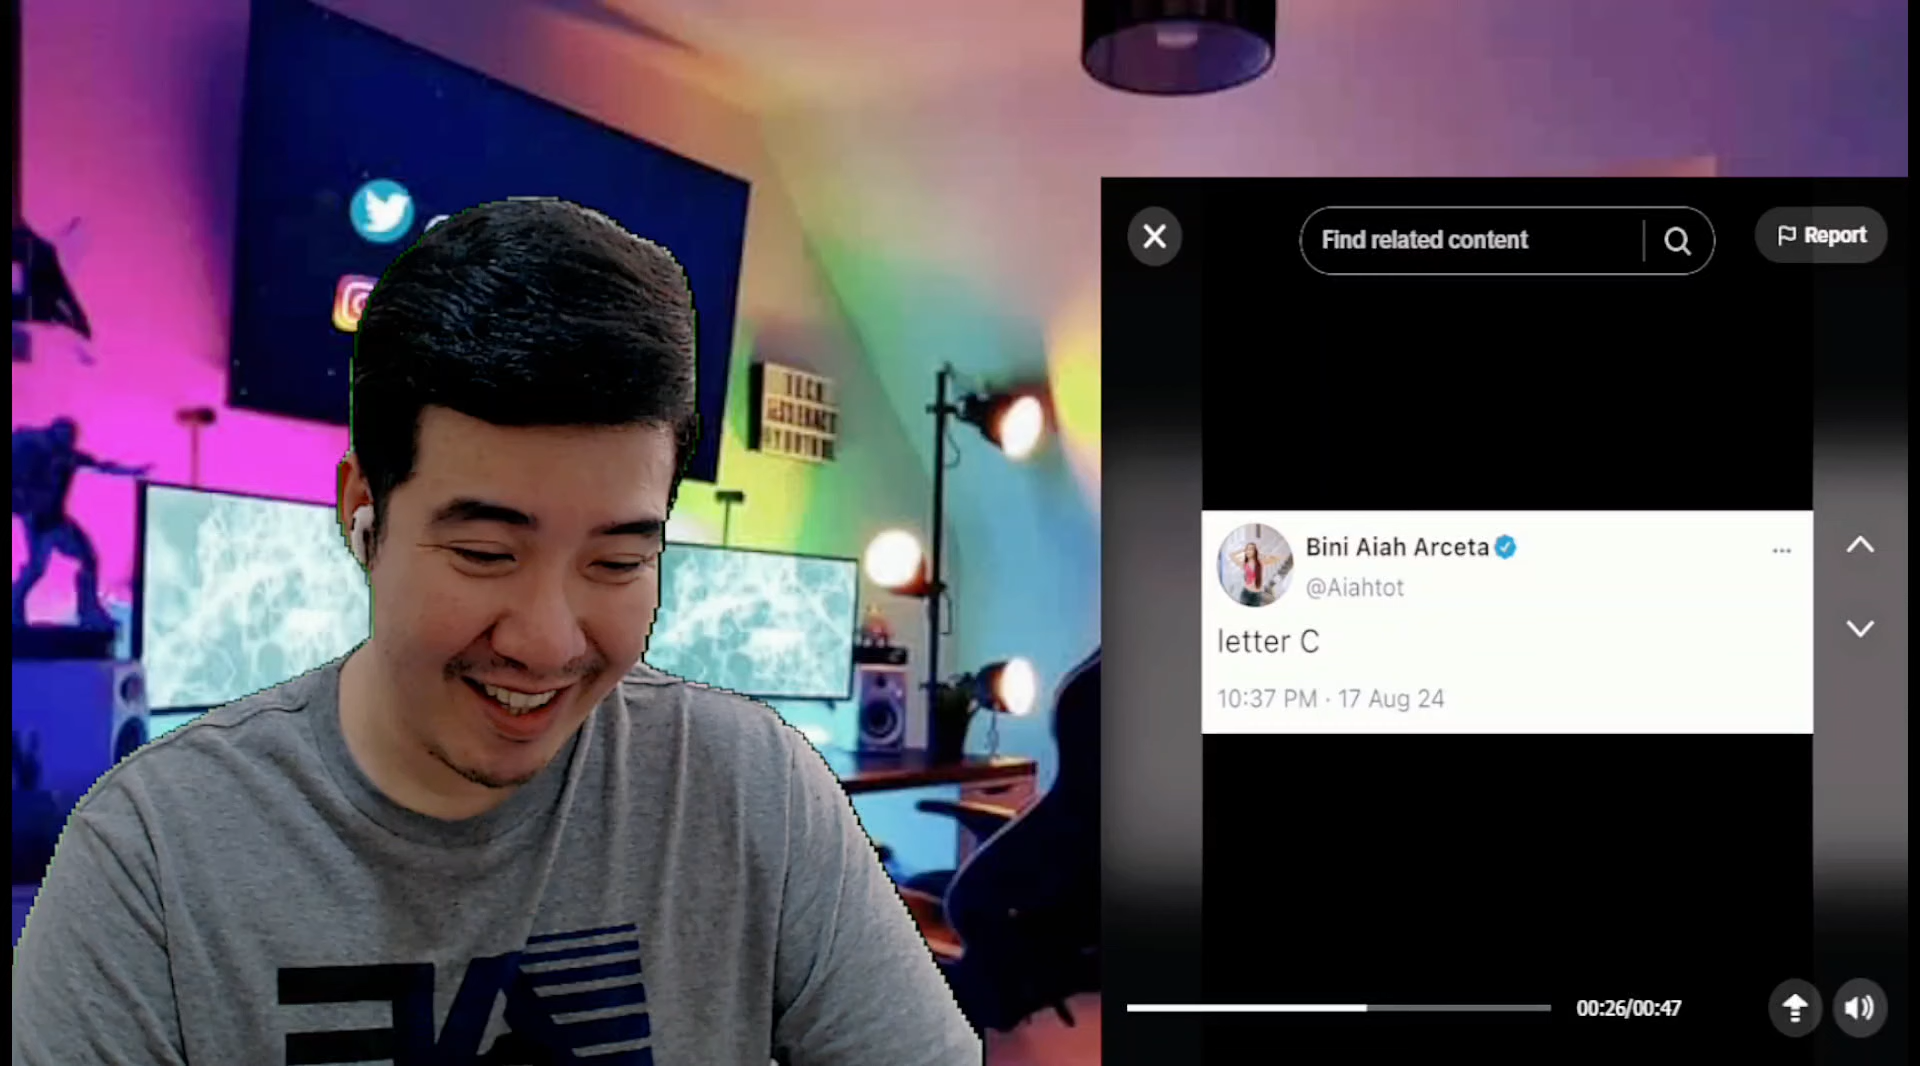 Find related content
Report
Bini Aiah Arceta
@Aiahtot
letter C
10:37 PM · 17 Aug 24
00:26/00:47
TECH